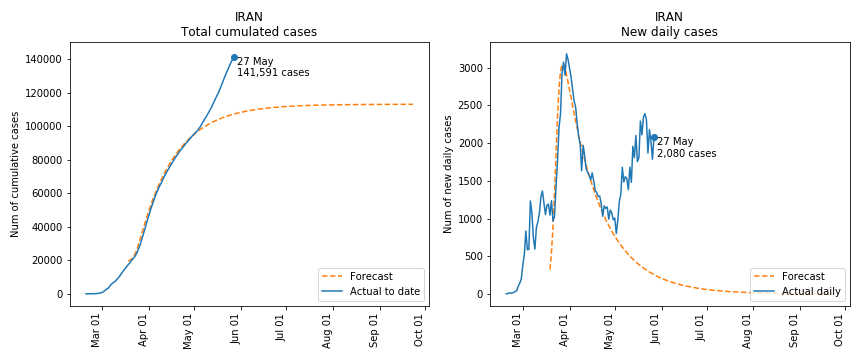 IRAN
Total cumulated cases
Num of cumulative cases
140000
120000
100000
80000
60000
40000
20000
0
27 May
141,591 cases
Forecast
Actual to date
Mar 01
Apr 01
May 01
Jun 01
Jul 01
Aug 01
Sep 01
Oct 01
IRAN
New daily cases
Num of new daily cases
3000
2500
2000
1500
1000
500
0
27 May
2,080 cases
Forecast
Actual daily
Mar 01
Apr 01
May 01
Jun 01
Jul 01
Aug 01
Sep 01
Oct 01